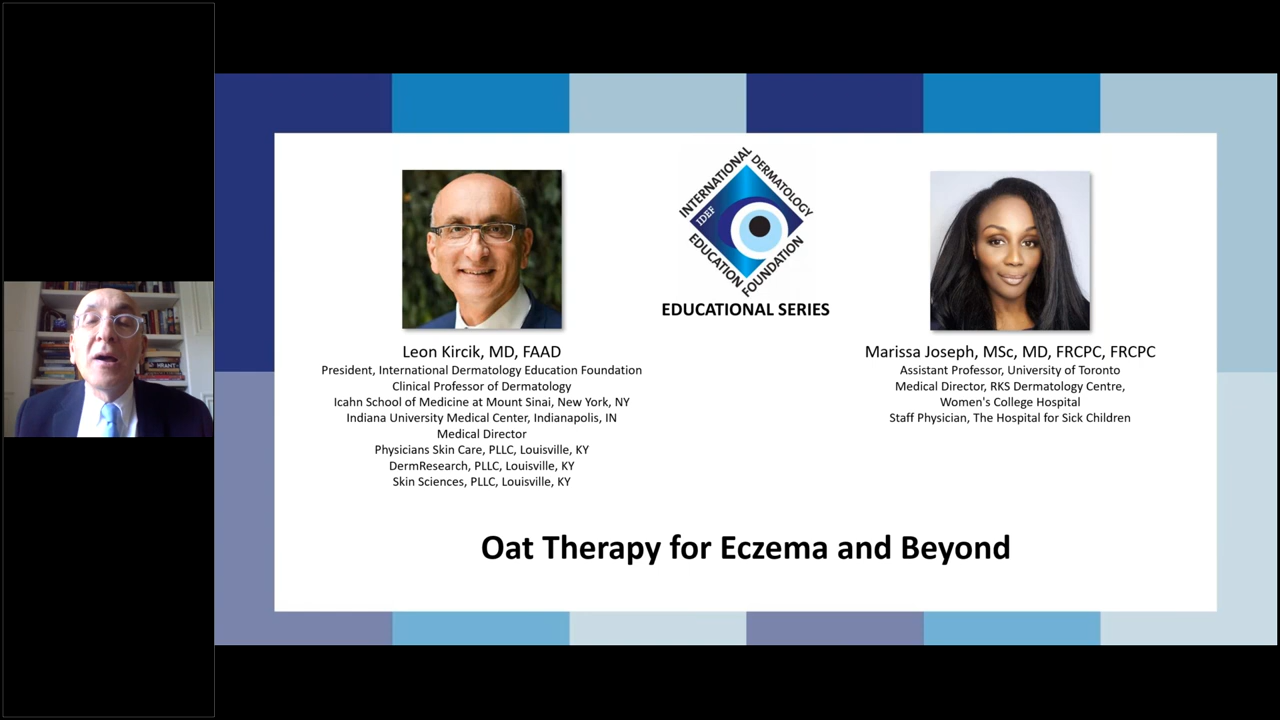 INTERNATIONAL DERMATOLOGY
IDEF
EDUCATION FOUNDATION
EDUCATIONAL SERIES
Leon Kircik, MD, FAAD
President, International Dermatology Education Foundation
Clinical Professor of Dermatology
Icahn School of Medicine at Mount Sinai, New York, NY
Indiana University Medical Center, Indianapolis, IN
Medical Director
Physicians Skin Care, PLLC, Louisville, KY
DermResearch, PLLC, Louisville, KY
Skin Sciences, PLLC, Louisville, KY
Marissa Joseph, MSc, MD, FRCPC, FRCPC
Assistant Professor, University of Toronto
Medical Director, RKS Dermatology Centre,
Women's College Hospital
Staff Physician, The Hospital for Sick Children
Oat Therapy for Eczema and Beyond